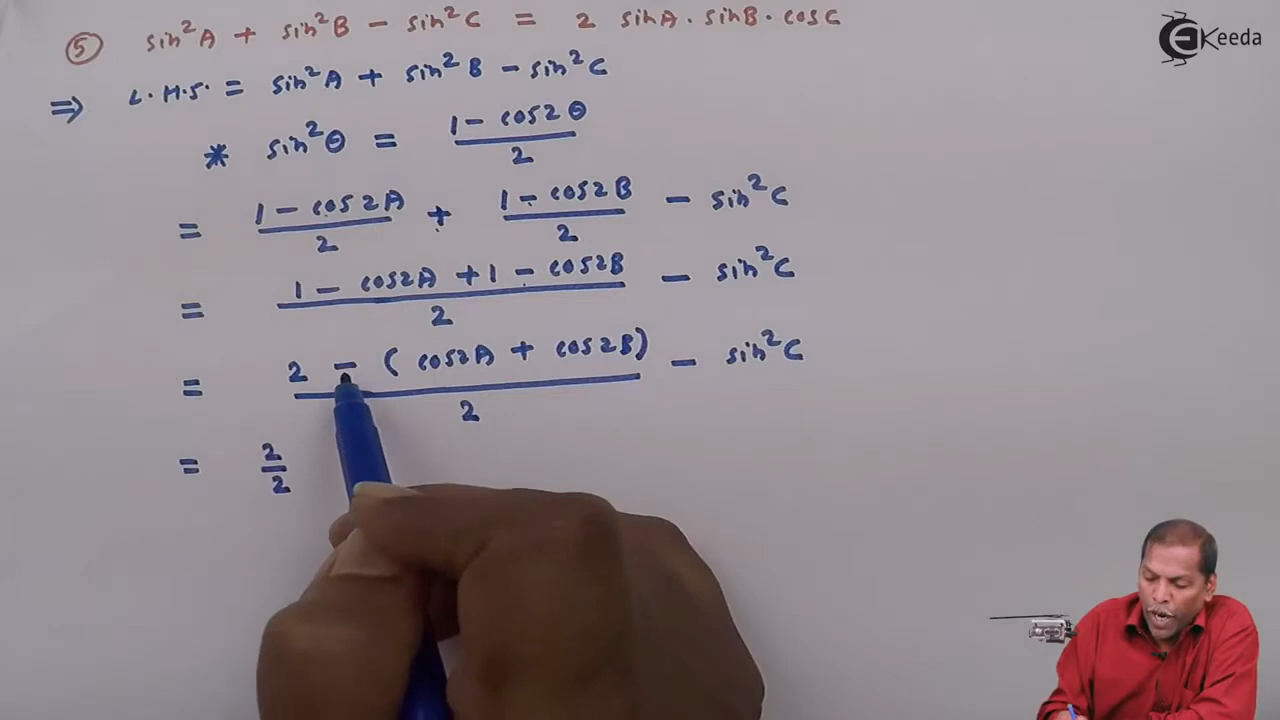 ⑤ sin²A + sin²B - sin²C = 2 sinA · sinB · cosC
EKeeda
⇒ L.H.S. = sin²A + sin²B - sin²C
* sin²θ = (1 - cos2θ)/2
= (1 - cos2A)/2 + (1 - cos2B)/2 - sin²C
= (1 - cos2A + 1 - cos2B)/2 - sin²C
= (2 - (cos2A + cos2B))/2 - sin²C
= 2/2